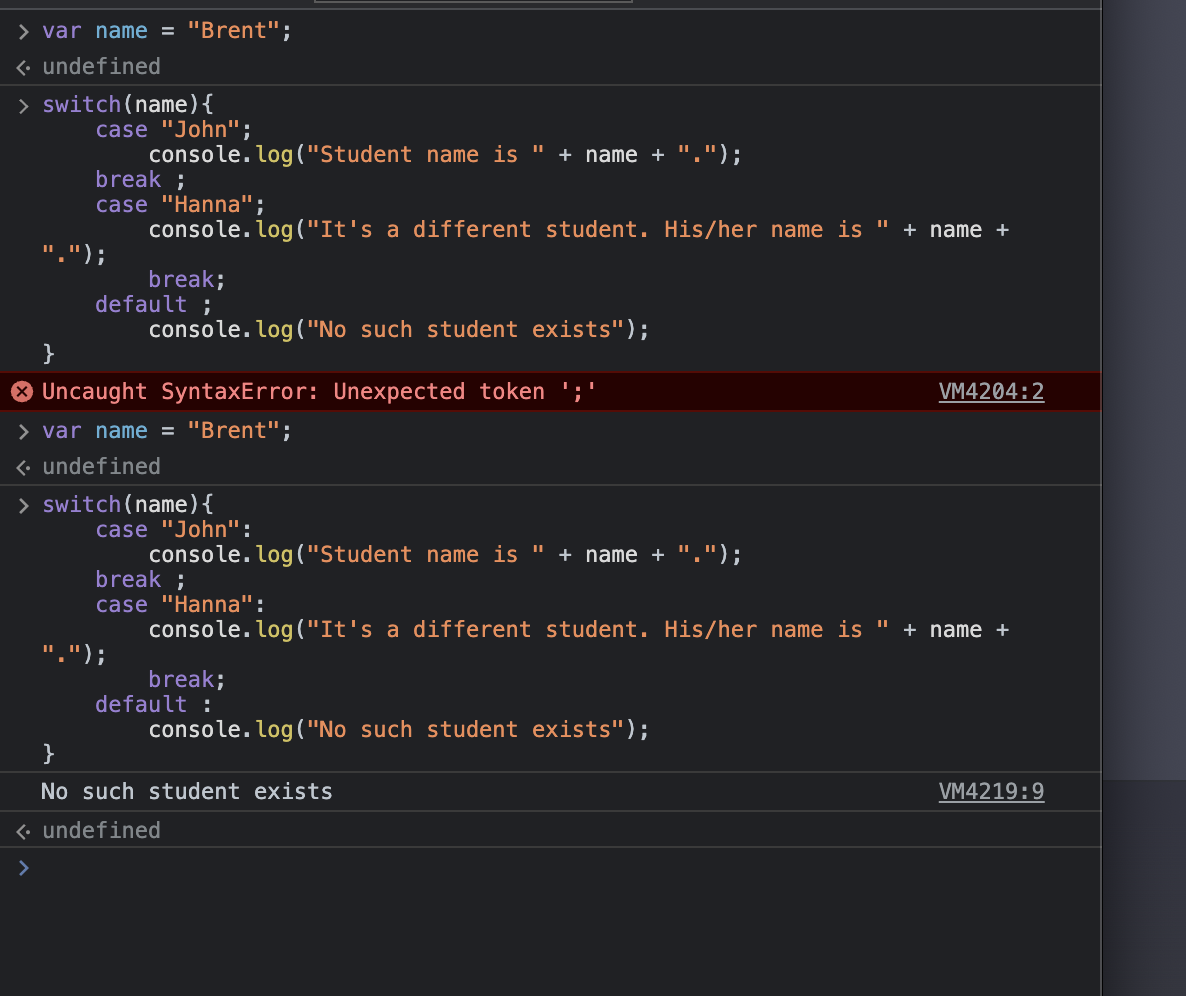 var name = "Brent";
undefined
switch(name){
    case "John";
        console.log("Student name is " + name + ".");
    break ;
    case "Hanna";
        console.log("It's a different student. His/her name is " + name +
".");
        break;
    default ;
        console.log("No such student exists");
}
Uncaught SyntaxError: Unexpected token ';' VM4204:2
var name = "Brent";
undefined
switch(name){
    case "John":
        console.log("Student name is " + name + ".");
    break ;
    case "Hanna":
        console.log("It's a different student. His/her name is " + name +
".");
        break;
    default :
        console.log("No such student exists");
}
No such student exists VM4219:9
undefined